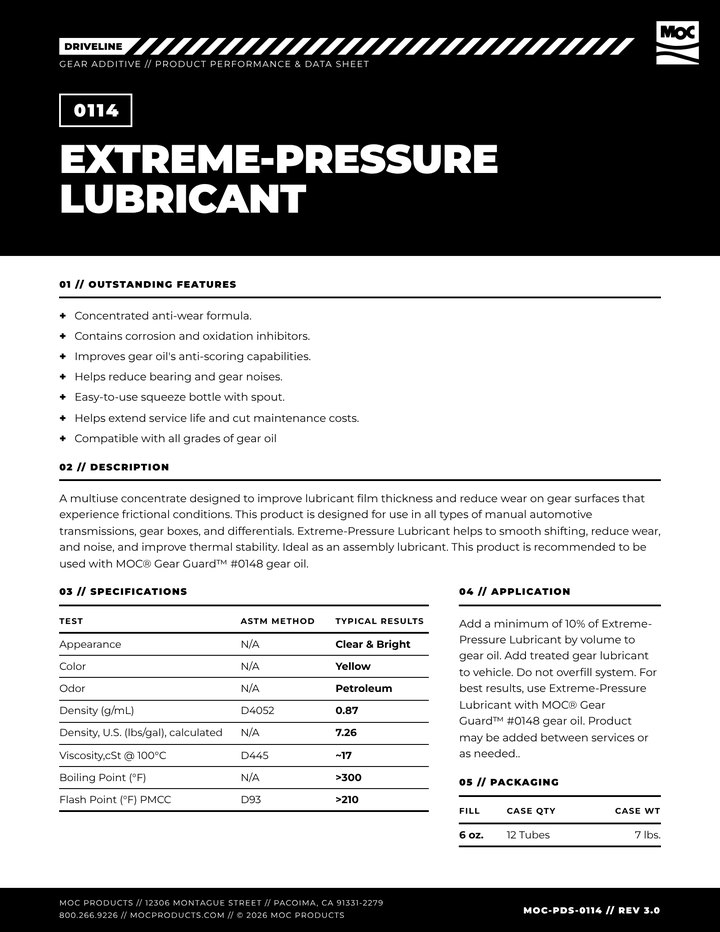 MOC
DRIVELINE
GEAR ADDITIVE // PRODUCT PERFORMANCE & DATA SHEET
0114
EXTREME-PRESSURE
LUBRICANT
01 // OUTSTANDING FEATURES
+ Concentrated anti-wear formula.
+ Contains corrosion and oxidation inhibitors.
+ Improves gear oil's anti-scoring capabilities.
+ Helps reduce bearing and gear noises.
+ Easy-to-use squeeze bottle with spout.
+ Helps extend service life and cut maintenance costs.
+ Compatible with all grades of gear oil
02 // DESCRIPTION
A multiuse concentrate designed to improve lubricant film thickness and reduce wear on gear surfaces that
experience frictional conditions. This product is designed for use in all types of manual automotive
transmissions, gear boxes, and differentials. Extreme-Pressure Lubricant helps to smooth shifting, reduce wear,
and noise, and improve thermal stability. Ideal as an assembly lubricant. This product is recommended to be
used with MOC® Gear Guard™ #0148 gear oil.
03 // SPECIFICATIONS
TEST ASTM METHOD TYPICAL RESULTS
Appearance N/A Clear & Bright
Color N/A Yellow
Odor N/A Petroleum
Density (g/mL) D4052 0.87
Density, U.S. (lbs/gal), calculated N/A 7.26
Viscosity,cSt @ 100°C D445 ~17
Boiling Point (°F) N/A >300
Flash Point (°F) PMCC D93 >210
04 // APPLICATION
Add a minimum of 10% of Extreme-
Pressure Lubricant by volume to
gear oil. Add treated gear lubricant
to vehicle. Do not overfill system. For
best results, use Extreme-Pressure
Lubricant with MOC® Gear
Guard™ #0148 gear oil. Product
may be added between services or
as needed..
05 // PACKAGING
FILL CASE QTY CASE WT
6 oz. 12 Tubes 7 lbs.
MOC PRODUCTS // 12306 MONTAGUE STREET // PACOIMA, CA 91331-2279
800.266.9226 // MOCPRODUCTS.COM // © 2026 MOC PRODUCTS
MOC-PDS-0114 // REV 3.0